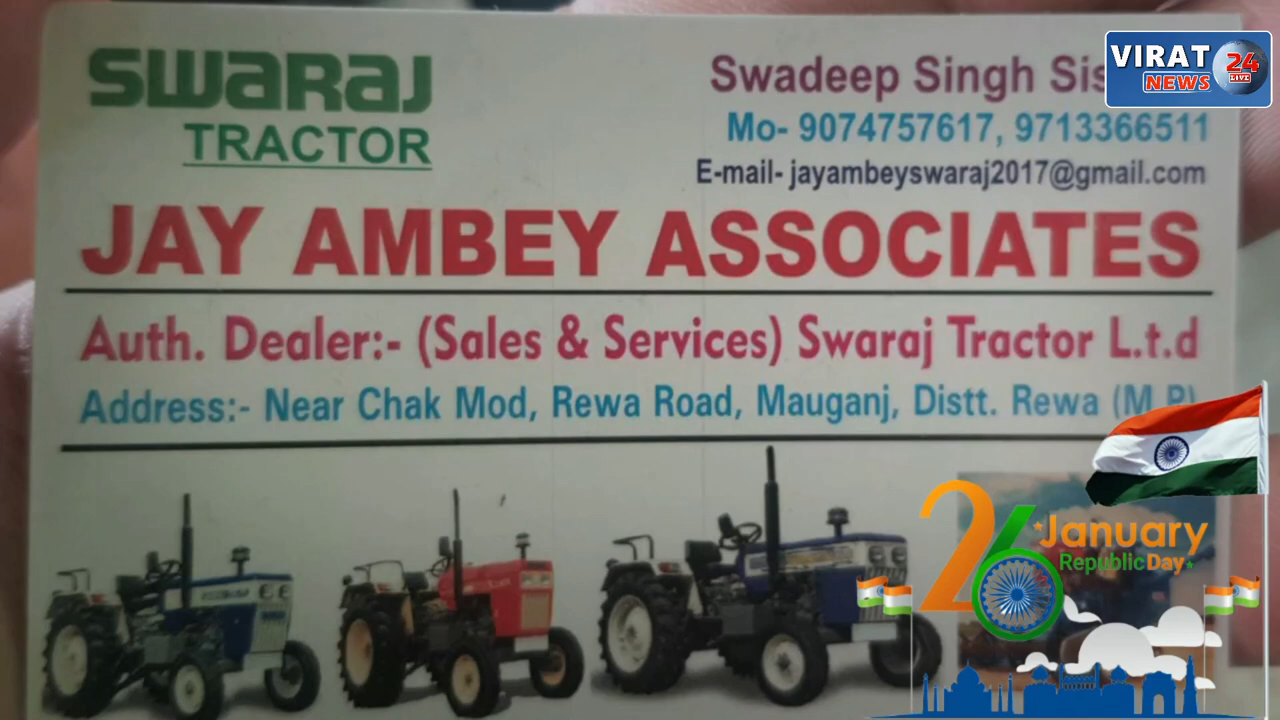 SWARAJ
TRACTOR
Swadeep Singh
Mo- 9074757617, 9713366511
E-mail- jayambeyswaraj2017@gmail.com
JAY AMBEY ASSOCIATES
Auth. Dealer:- (Sales & Services) Swaraj Tractor L.t.d
Address:- Near Chak Mod, Rewa Road, Mauganj, Distt. Rewa (M.P)
VIRAT 24
NEWS LIVE
26 January
Republic Day